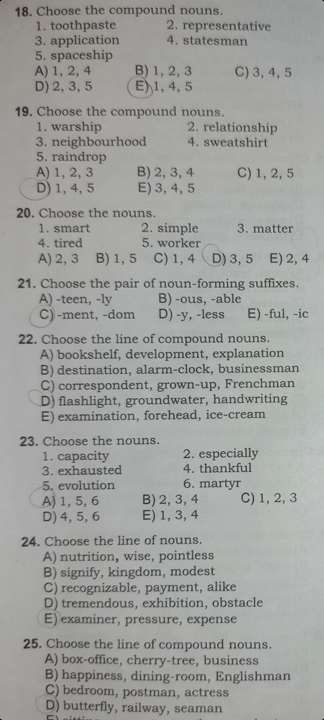 18. Choose the compound nouns.
1. toothpaste 2. representative
3. application 4. statesman
5. spaceship
A) 1, 2, 4 B) 1, 2, 3 C) 3, 4, 5
D) 2, 3, 5 E) 1, 4, 5
19. Choose the compound nouns.
1. warship 2. relationship
3. neighbourhood 4. sweatshirt
5. raindrop
A) 1, 2, 3 B) 2, 3, 4 C) 1, 2, 5
D) 1, 4, 5 E) 3, 4, 5
20. Choose the nouns.
1. smart 2. simple 3. matter
4. tired 5. worker
A) 2, 3 B) 1, 5 C) 1, 4 D) 3, 5 E) 2, 4
21. Choose the pair of noun-forming suffixes.
A) -teen, -ly B) -ous, -able
C) -ment, -dom D) -y, -less E) -ful, -ic
22. Choose the line of compound nouns.
A) bookshelf, development, explanation
B) destination, alarm-clock, businessman
C) correspondent, grown-up, Frenchman
D) flashlight, groundwater, handwriting
E) examination, forehead, ice-cream
23. Choose the nouns.
1. capacity 2. especially
3. exhausted 4. thankful
5. evolution 6. martyr
A) 1, 5, 6 B) 2, 3, 4 C) 1, 2, 3
D) 4, 5, 6 E) 1, 3, 4
24. Choose the line of nouns.
A) nutrition, wise, pointless
B) signify, kingdom, modest
C) recognizable, payment, alike
D) tremendous, exhibition, obstacle
E) examiner, pressure, expense
25. Choose the line of compound nouns.
A) box-office, cherry-tree, business
B) happiness, dining-room, Englishman
C) bedroom, postman, actress
D) butterfly, railway, seaman